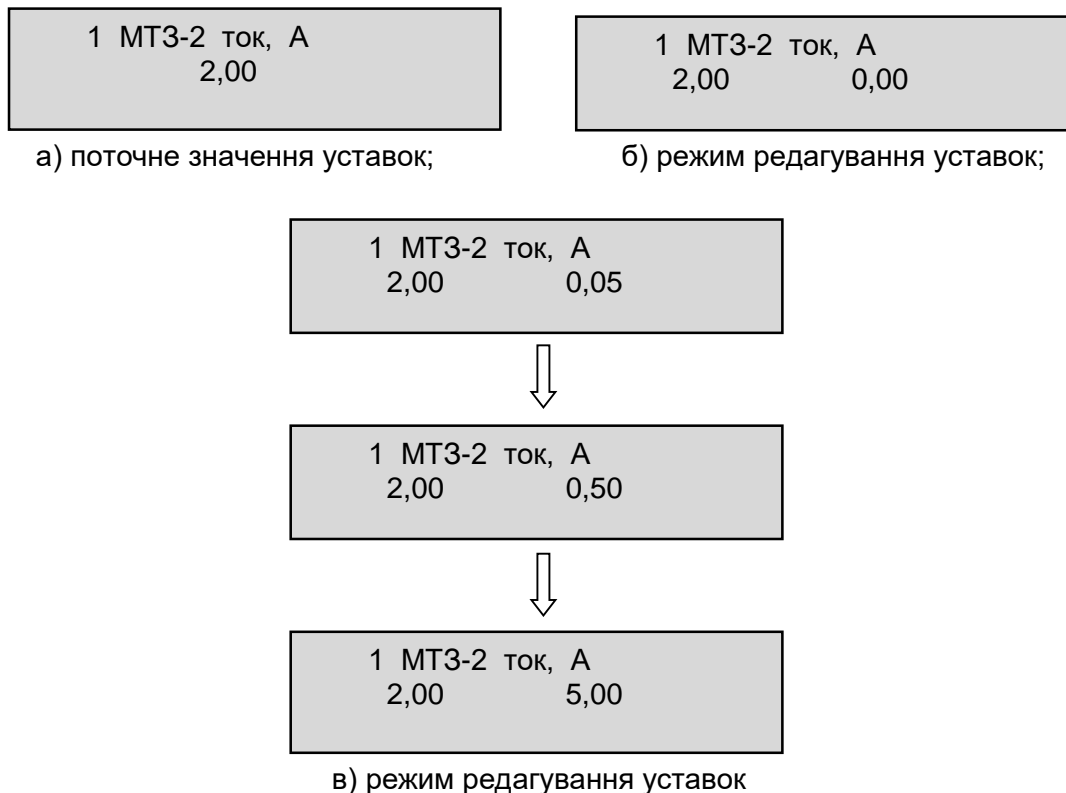 1 МТЗ-2 ток, А
2,00
а) поточне значення уставок;
1 МТЗ-2 ток, А
2,00 0,00
б) режим редагування уставок;
1 МТЗ-2 ток, А
2,00 0,05
1 МТЗ-2 ток, А
2,00 0,50
1 МТЗ-2 ток, А
2,00 5,00
в) режим редагування уставок